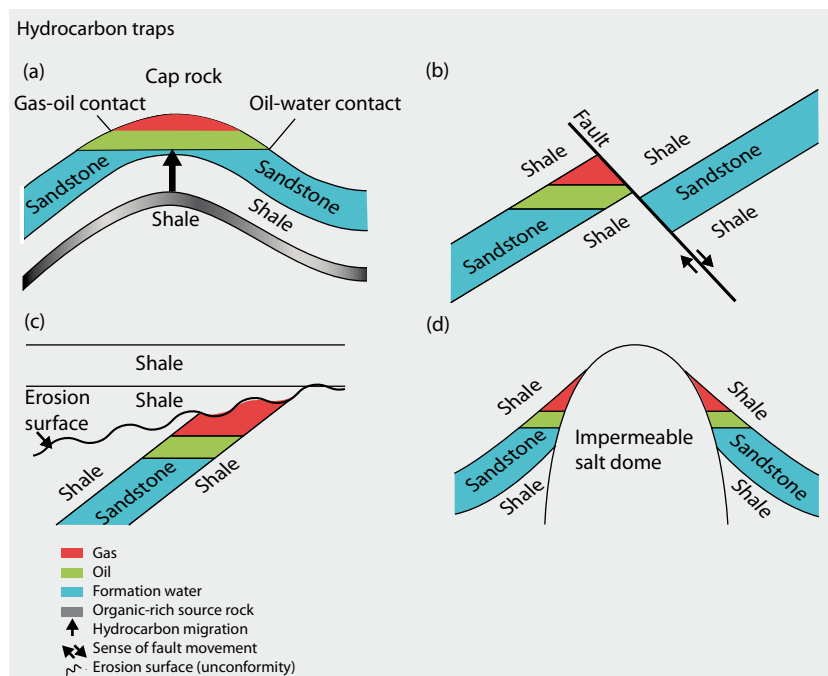 Hydrocarbon traps
(a)
Cap rock
Gas-oil contact
Oil-water contact
Sandstone
Sandstone
Shale
Shale
(b)
Fault
Shale
Shale
Sandstone
Sandstone
Shale
Shale
(c)
Shale
Erosion
surface
Shale
Shale
Sandstone
Shale
(d)
Shale
Shale
Sandstone
Impermeable
salt dome
Sandstone
Shale
Shale
Gas
Oil
Formation water
Organic-rich source rock
Hydrocarbon migration
Sense of fault movement
Erosion surface (unconformity)